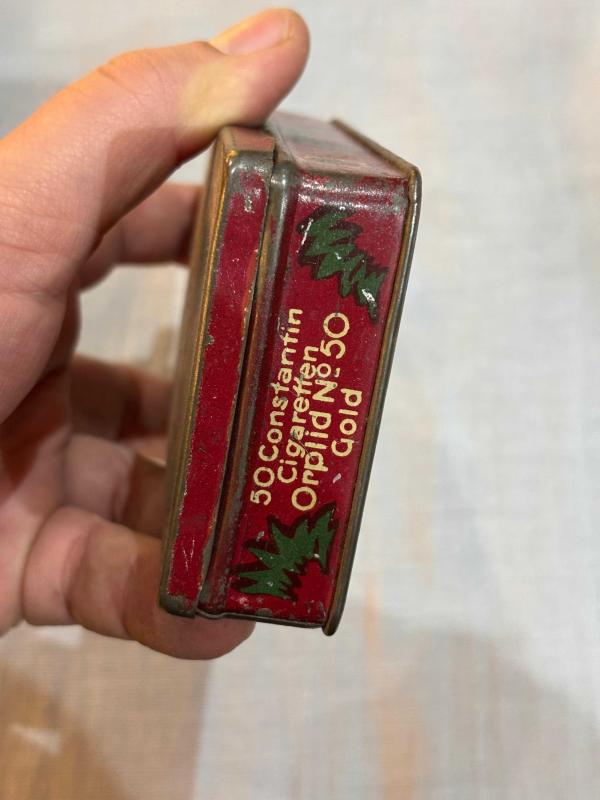 50 Constantin
Cigaretten
Orplid No 50
Gold